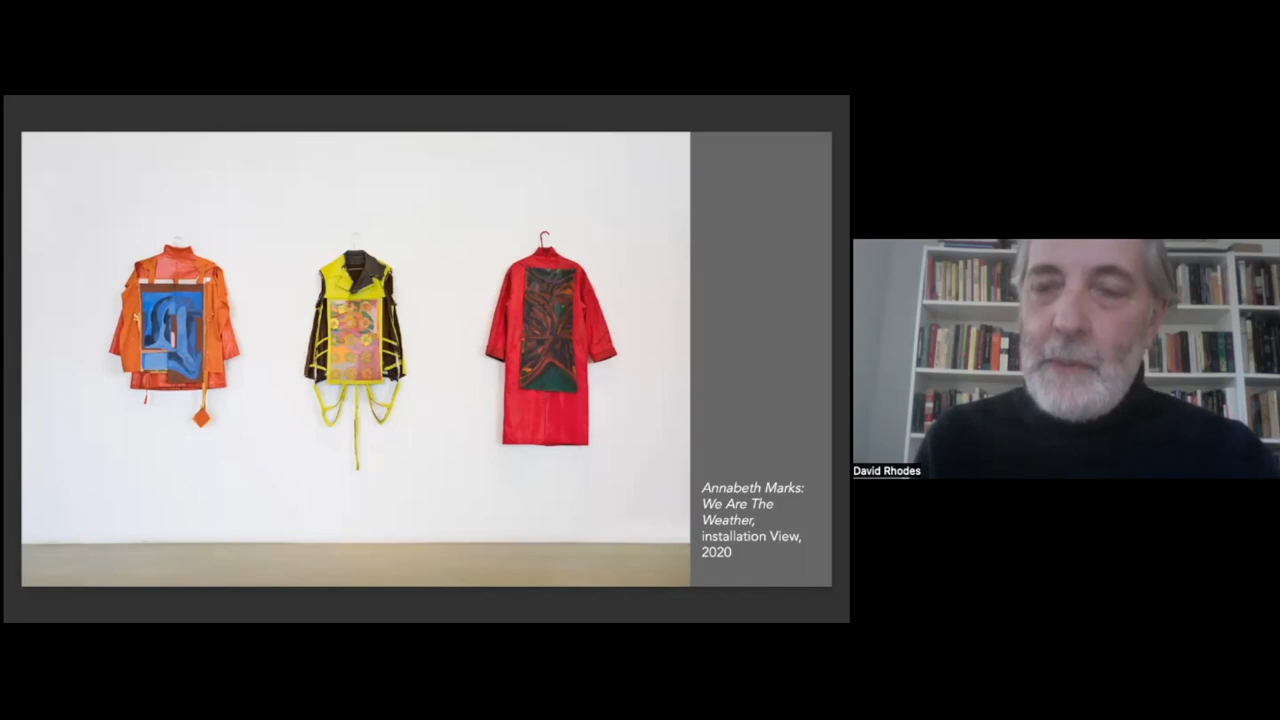 Annabeth Marks:
We Are The
Weather,
installation View,
2020
David Rhodes